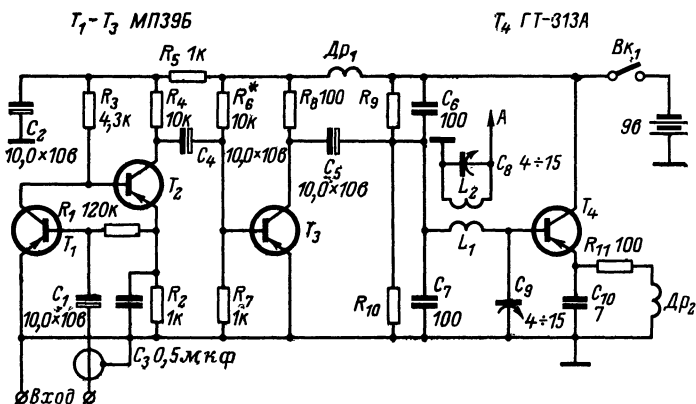 T₁-T₃ МП39Б
T₄ ГТ-313А
R₅ 1к
Др₁
Вк₁
R₃
4,3к
R₄
10к
R₆*
10к
R₈ 100
R₉
C₆
100
А
C₂
10,0×10в
C₄
10,0×10в
C₅
10,0×10в
C₈ 4÷15
L₂
9в
T₂
R₁ 120к
T₁
T₃
L₁
T₄
R₁₁ 100
C₁
10,0×10в
R₂
1к
R₇
1к
R₁₀
C₇
100
C₉
4÷15
C₁₀
7
Др₂
C₃ 0,5мкф
Вход